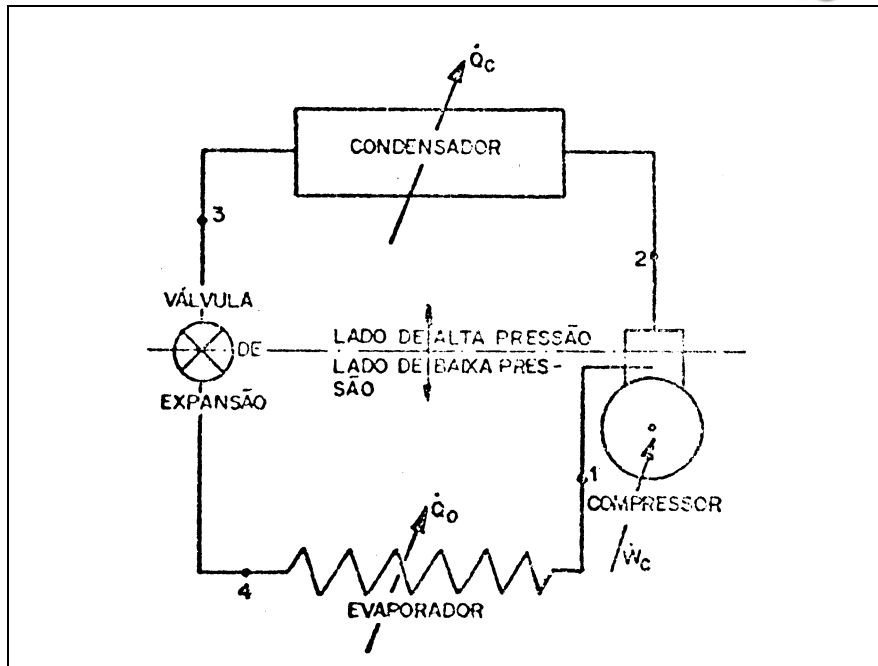 Q̇c
CONDENSADOR
3
2
VÁLVULA
DE
EXPANSÃO
LADO DE ALTA PRESSÃO
LADO DE BAIXA PRES-
SÃO
1
COMPRESSOR
Ẇc
Q̇o
4
EVAPORADOR